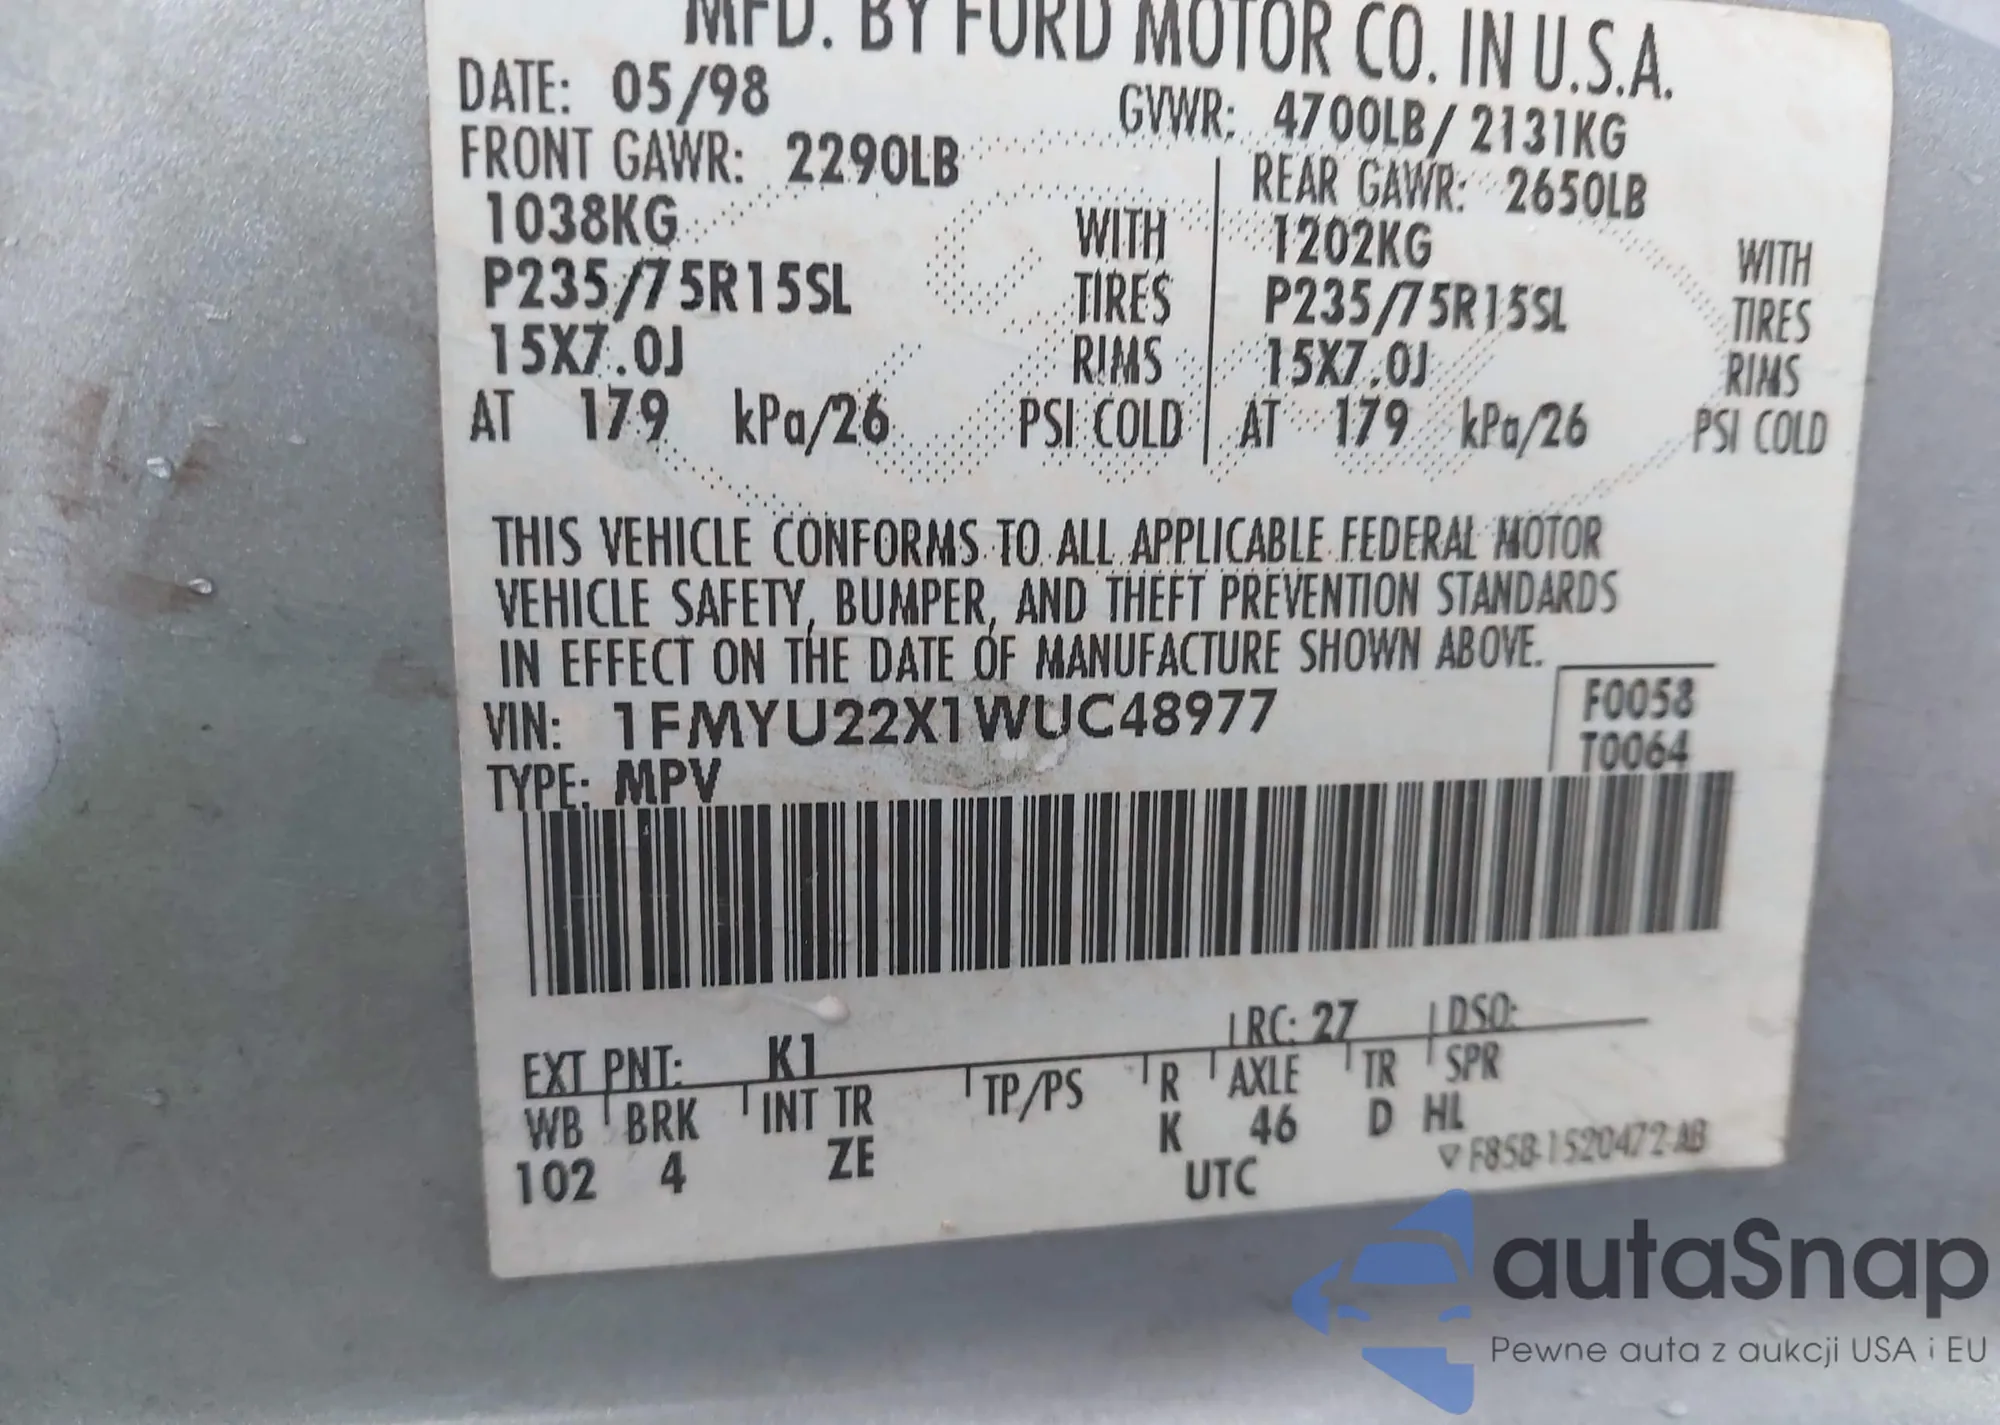 MFD. BY FORD MOTOR CO. IN U.S.A.
DATE: 05/98 GVWR: 4700LB/ 2131KG
FRONT GAWR: 2290LB REAR GAWR: 2650LB
1038KG WITH 1202KG WITH
P235/75R15SL TIRES P235/75R15SL TIRES
15X7.0J RIMS 15X7.0J RIMS
AT 179 kPa/26 PSI COLD AT 179 kPa/26 PSI COLD
THIS VEHICLE CONFORMS TO ALL APPLICABLE FEDERAL MOTOR
VEHICLE SAFETY, BUMPER, AND THEFT PREVENTION STANDARDS
IN EFFECT ON THE DATE OF MANUFACTURE SHOWN ABOVE.
VIN: 1FMYU22X1WUC48977 F0058
TYPE: MPV T0064
EXT PNT: K1 RC: 27 DSO:
WB BRK INT TR TP/PS R AXLE TR SPR
102 4 ZE K 46 D HL
UTC ▽ F85B-1520472-AB
autaSnap
Pewne auta z aukcji USA i EU